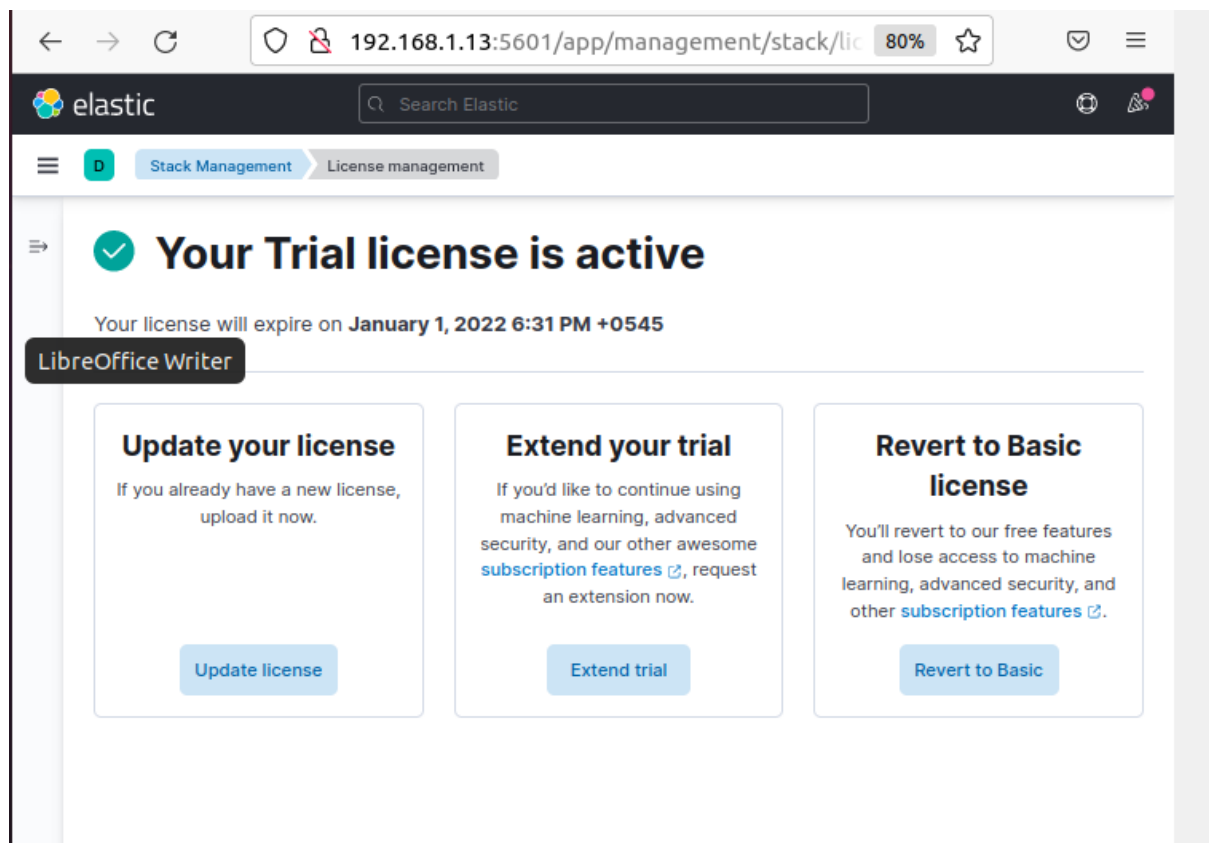 192.168.1.13:5601/app/management/stack/lic 80%
elastic Search Elastic
D Stack Management License management
Your Trial license is active
Your license will expire on January 1, 2022 6:31 PM +0545
LibreOffice Writer
Update your license
If you already have a new license,
upload it now.
Update license
Extend your trial
If you'd like to continue using
machine learning, advanced
security, and our other awesome
subscription features, request
an extension now.
Extend trial
Revert to Basic
license
You'll revert to our free features
and lose access to machine
learning, advanced security, and
other subscription features.
Revert to Basic